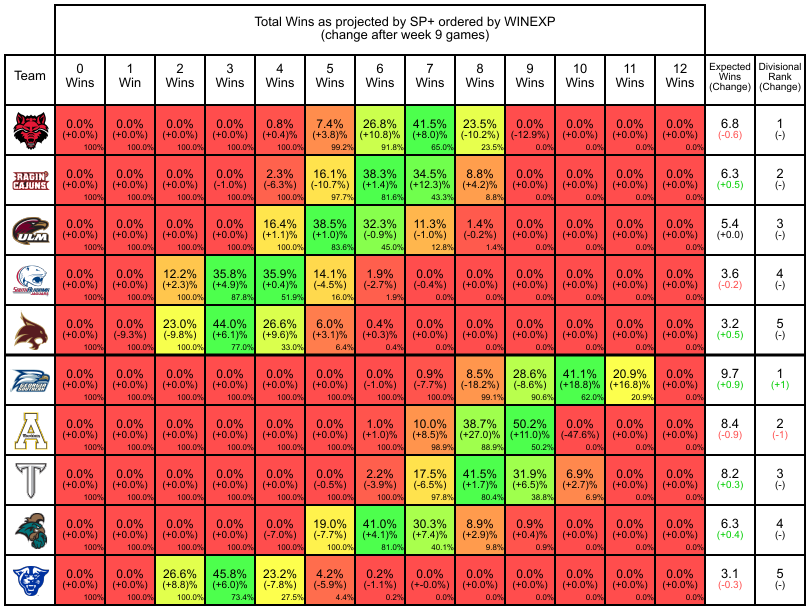 Total Wins as projected by SP+ ordered by WINEXP
(change after week 9 games)
Team 0 Wins 1 Win 2 Wins 3 Wins 4 Wins 5 Wins 6 Wins 7 Wins 8 Wins 9 Wins 10 Wins 11 Wins 12 Wins Expected Wins (Change) Divisional Rank (Change)
0.0% 0.0% 0.0% 0.0% 0.8% 7.4% 26.8% 41.5% 23.5% 0.0% 0.0% 0.0% 0.0% 6.8 1
(+0.0%) (+0.0%) (+0.0%) (+0.0%) (+0.4)% (+3.8)% (+10.8)% (+8.0)% (-10.2)% (-12.9)% (+0.0%) (+0.0%) (+0.0%) (-0.6) (-)
100% 100% 100.0% 100.0% 100.0% 99.2% 91.8% 65.0% 23.5% 0.0% 0.0% 0.0% 0.0%
RAGIN' CAJUNS
0.0% 0.0% 0.0% 0.0% 2.3% 16.1% 38.3% 34.5% 8.8% 0.0% 0.0% 0.0% 0.0% 6.3 2
(+0.0%) (+0.0%) (+0.0%) (-1.0%) (-6.3)% (-10.7)% (+1.4)% (+12.3)% (+4.2)% (+0.0%) (+0.0%) (+0.0%) (+0.0%) (+0.5) (-)
100% 100% 100.0% 100.0% 100.0% 97.7% 81.6% 43.3% 8.8% 0.0% 0.0% 0.0% 0.0%
ULM
0.0% 0.0% 0.0% 0.0% 16.4% 38.5% 32.3% 11.3% 1.4% 0.0% 0.0% 0.0% 0.0% 5.4 3
(+0.0%) (+0.0%) (+0.0%) (+0.0%) (+1.1)% (+1.0)% (-0.9)% (-1.0)% (-0.2)% (+0.0%) (+0.0%) (+0.0%) (+0.0%) (+0.0) (-)
100% 100% 100.0% 100.0% 100.0% 83.6% 45.0% 12.8% 1.4% 0.0% 0.0% 0.0% 0.0%
0.0% 0.0% 12.2% 35.8% 35.9% 14.1% 1.9% 0.0% 0.0% 0.0% 0.0% 0.0% 0.0% 3.6 4
(+0.0%) (+0.0%) (+2.3)% (+4.9)% (+0.4)% (-4.5)% (-2.7)% (-0.4%) (+0.0%) (+0.0%) (+0.0%) (+0.0%) (+0.0%) (-0.2) (-)
100% 100% 100.0% 87.8% 51.9% 16.0% 1.9% 0.0% 0.0% 0.0% 0.0% 0.0% 0.0%
0.0% 0.0% 23.0% 44.0% 26.6% 6.0% 0.4% 0.0% 0.0% 0.0% 0.0% 0.0% 0.0% 3.2 5
(+0.0%) (-9.3%) (-9.8)% (+6.1)% (+9.6)% (+3.1)% (+0.3)% (+0.0%) (+0.0%) (+0.0%) (+0.0%) (+0.0%) (+0.0%) (+0.5) (-)
100% 100% 100.0% 77.0% 33.0% 6.4% 0.4% 0.0% 0.0% 0.0% 0.0% 0.0% 0.0%
0.0% 0.0% 0.0% 0.0% 0.0% 0.0% 0.0% 0.9% 8.5% 28.6% 41.1% 20.9% 0.0% 9.7 1
(+0.0%) (+0.0%) (+0.0%) (+0.0%) (+0.0%) (+0.0%) (-1.0%) (-7.7)% (-18.2)% (-8.6)% (+18.8)% (+16.8)% (+0.0%) (+0.9) (+1)
100% 100% 100.0% 100.0% 100.0% 100.0% 100.0% 100.0% 99.1% 90.6% 62.0% 20.9% 0.0%
A
0.0% 0.0% 0.0% 0.0% 0.0% 0.0% 1.0% 10.0% 38.7% 50.2% 0.0% 0.0% 0.0% 8.4 2
(+0.0%) (+0.0%) (+0.0%) (+0.0%) (+0.0%) (+0.0%) (+1.0)% (+8.5)% (+27.0)% (+11.0)% (-47.6%) (+0.0%) (+0.0%) (-0.9) (-1)
100% 100% 100.0% 100.0% 100.0% 100.0% 100.0% 98.9% 88.9% 50.2% 0.0% 0.0% 0.0%
T
0.0% 0.0% 0.0% 0.0% 0.0% 0.0% 2.2% 17.5% 41.5% 31.9% 6.9% 0.0% 0.0% 8.2 3
(+0.0%) (+0.0%) (+0.0%) (+0.0%) (+0.0%) (-0.5%) (-3.9)% (-6.5)% (+1.7)% (+6.5)% (+2.7)% (+0.0%) (+0.0%) (+0.3) (-)
100% 100% 100.0% 100.0% 100.0% 100.0% 100.0% 97.8% 80.4% 38.8% 6.9% 0.0% 0.0%
0.0% 0.0% 0.0% 0.0% 0.0% 19.0% 41.0% 30.3% 8.9% 0.9% 0.0% 0.0% 0.0% 6.3 4
(+0.0%) (+0.0%) (+0.0%) (+0.0%) (-7.0%) (-7.7)% (+4.1)% (+7.4)% (+2.9)% (+0.4)% (+0.0%) (+0.0%) (+0.0%) (+0.4) (-)
100% 100% 100.0% 100.0% 100.0% 100.0% 81.0% 40.1% 9.8% 0.9% 0.0% 0.0% 0.0%
0.0% 0.0% 26.6% 45.8% 23.2% 4.2% 0.2% 0.0% 0.0% 0.0% 0.0% 0.0% 0.0% 3.1 5
(+0.0%) (+0.0%) (+8.8)% (+6.0)% (-7.8)% (-5.9)% (-1.1)% (+-0.0%) (+0.0%) (+0.0%) (+0.0%) (+0.0%) (+0.0%) (-0.3) (-)
100% 100% 100.0% 73.4% 27.5% 4.4% 0.2% 0.0% 0.0% 0.0% 0.0% 0.0% 0.0%